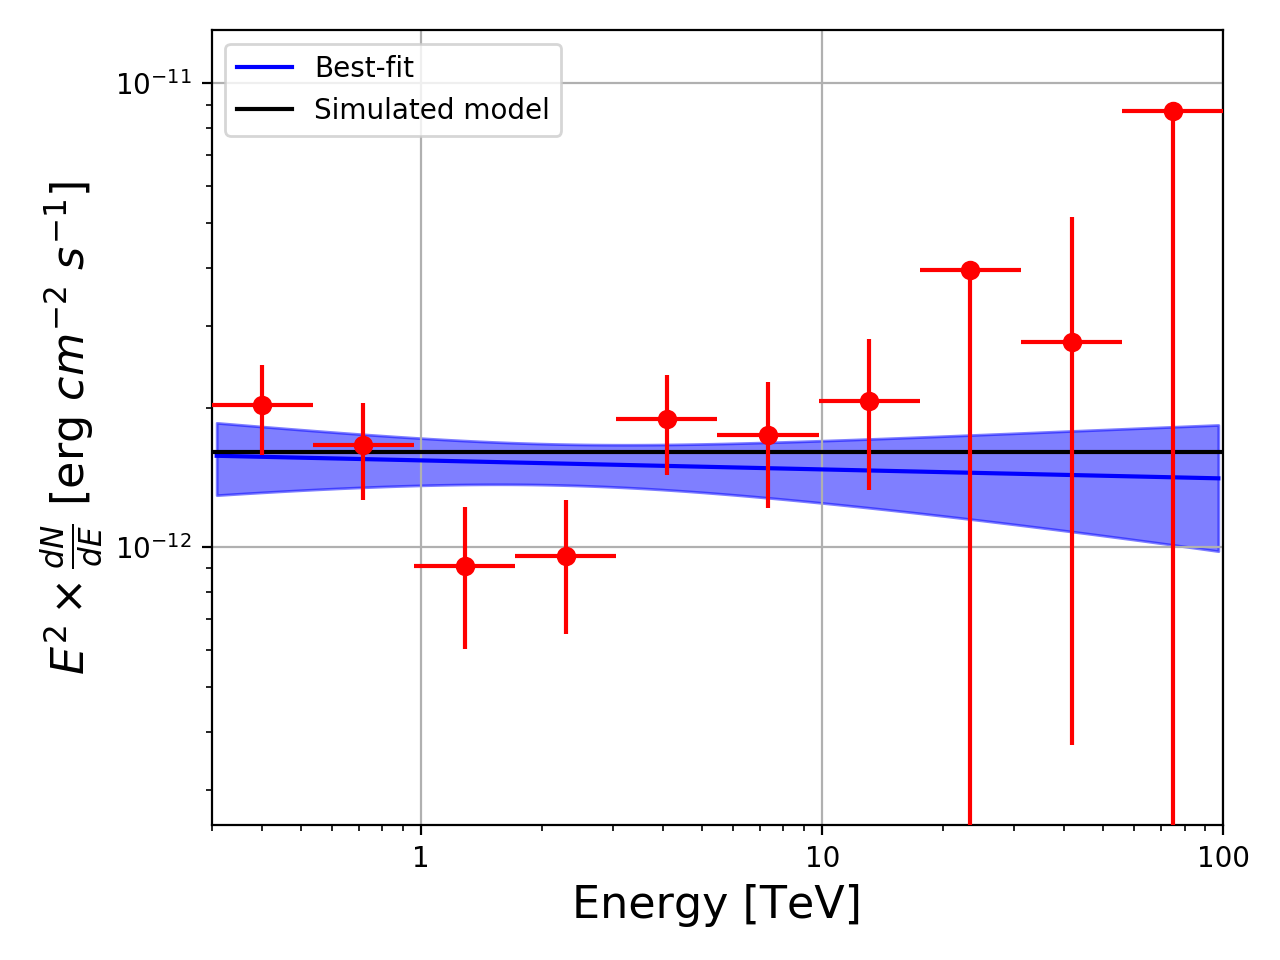 Best-fit
Simulated model
10⁻¹¹
10⁻¹²
E² × dN/dE [erg cm⁻² s⁻¹]
1
10
100
Energy [TeV]